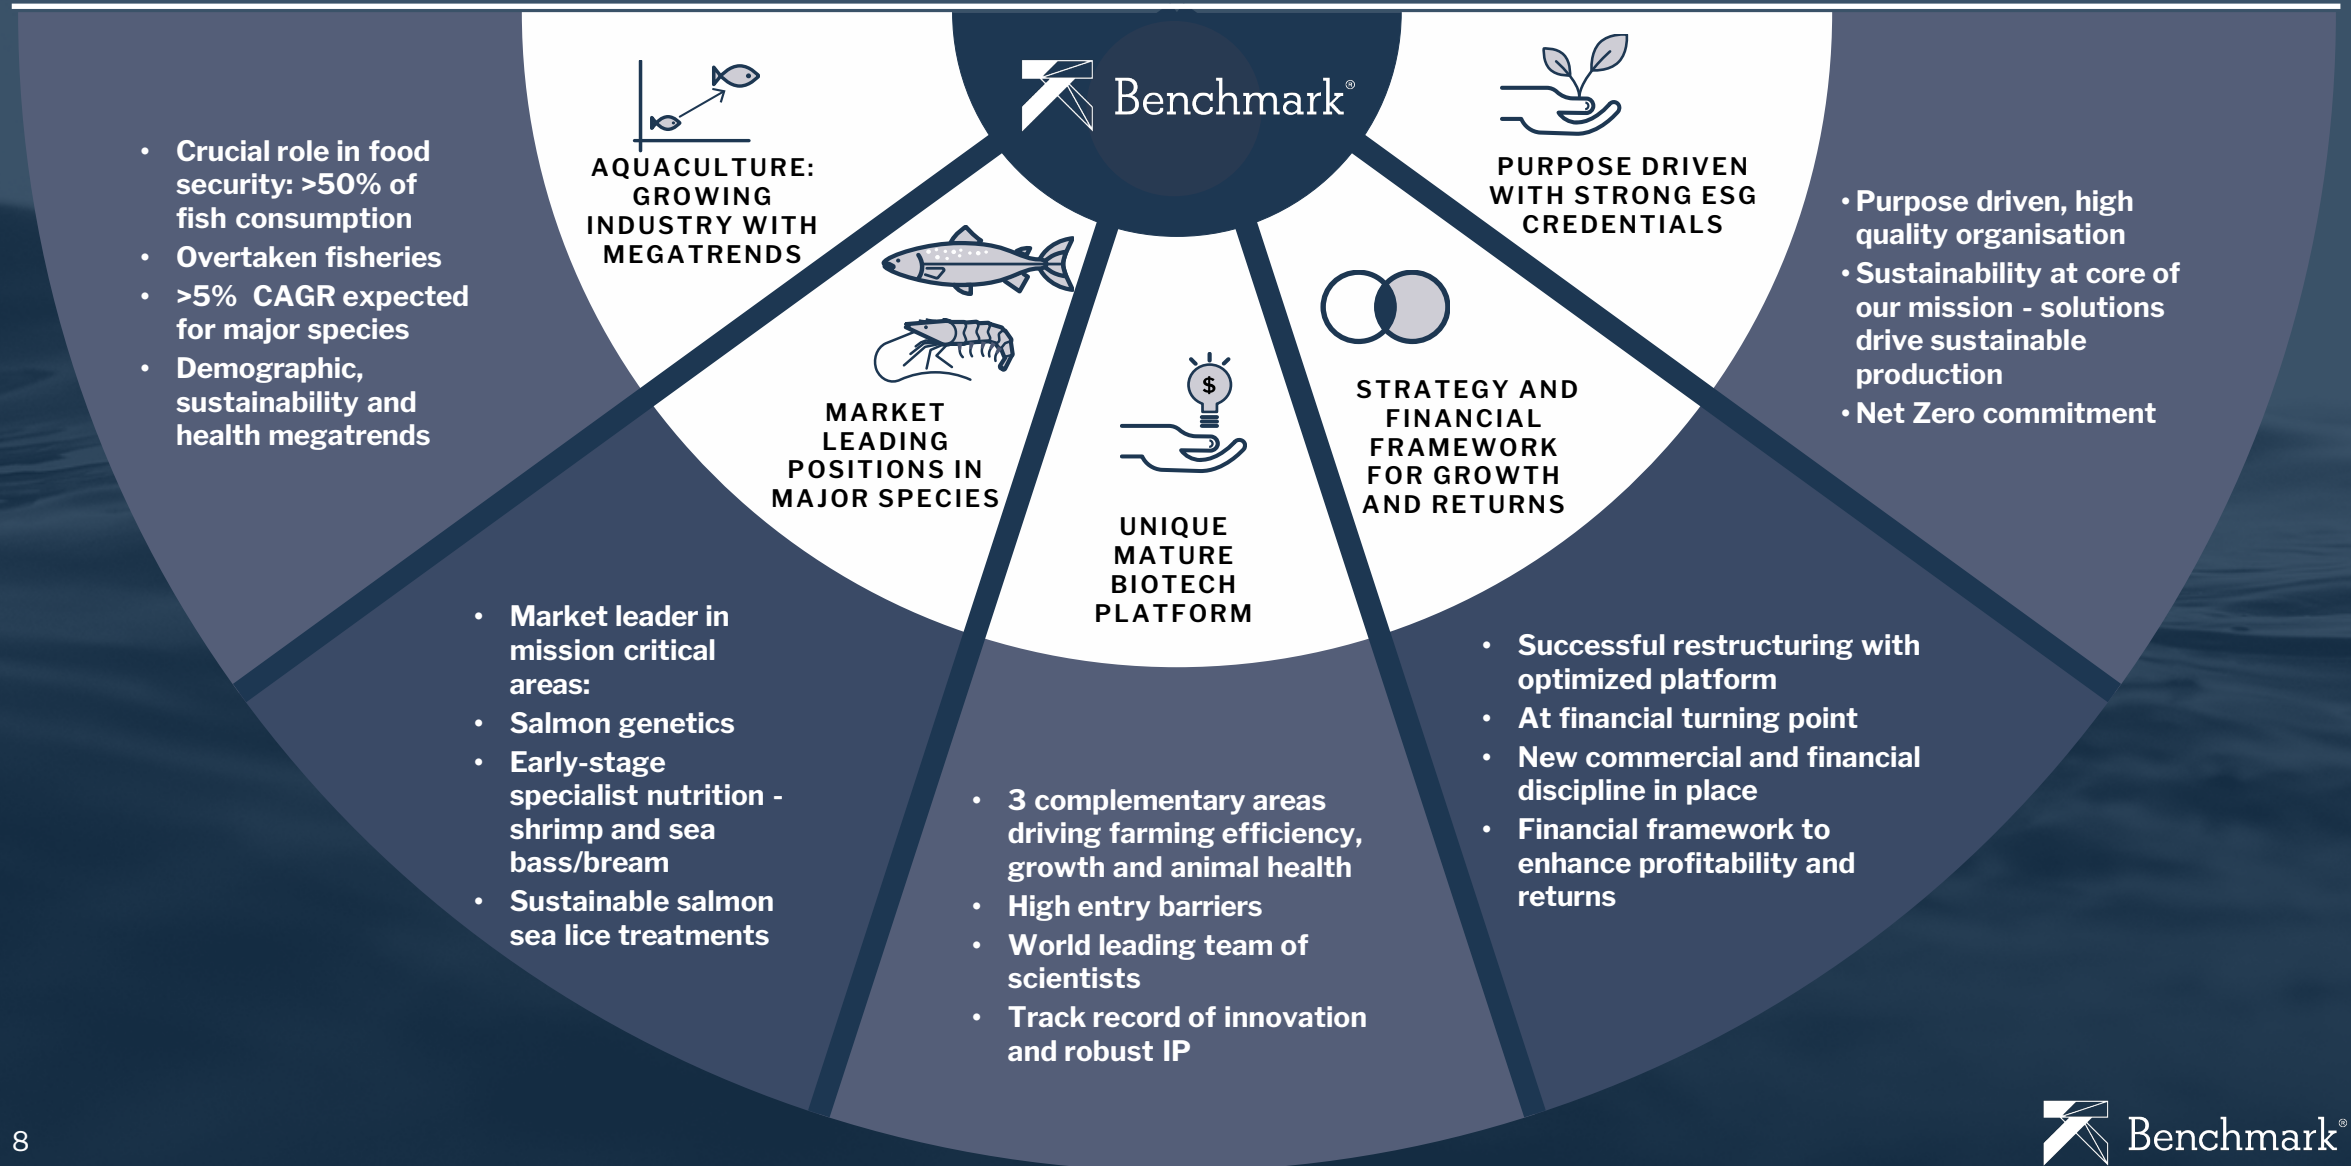 Benchmark®
AQUACULTURE:
GROWING
INDUSTRY WITH
MEGATRENDS
• Crucial role in food
security: >50% of
fish consumption
• Overtaken fisheries
• >5% CAGR expected
for major species
• Demographic,
sustainability and
health megatrends
MARKET
LEADING
POSITIONS IN
MAJOR SPECIES
• Market leader in
mission critical
areas:
• Salmon genetics
• Early-stage
specialist nutrition -
shrimp and sea
bass/bream
• Sustainable salmon
sea lice treatments
$
UNIQUE
MATURE
BIOTECH
PLATFORM
• 3 complementary areas
driving farming efficiency,
growth and animal health
• High entry barriers
• World leading team of
scientists
• Track record of innovation
and robust IP
STRATEGY AND
FINANCIAL
FRAMEWORK
FOR GROWTH
AND RETURNS
• Successful restructuring with
optimized platform
• At financial turning point
• New commercial and financial
discipline in place
• Financial framework to
enhance profitability and
returns
PURPOSE DRIVEN
WITH STRONG ESG
CREDENTIALS
• Purpose driven, high
quality organisation
• Sustainability at core of
our mission - solutions
drive sustainable
production
• Net Zero commitment
8
Benchmark®